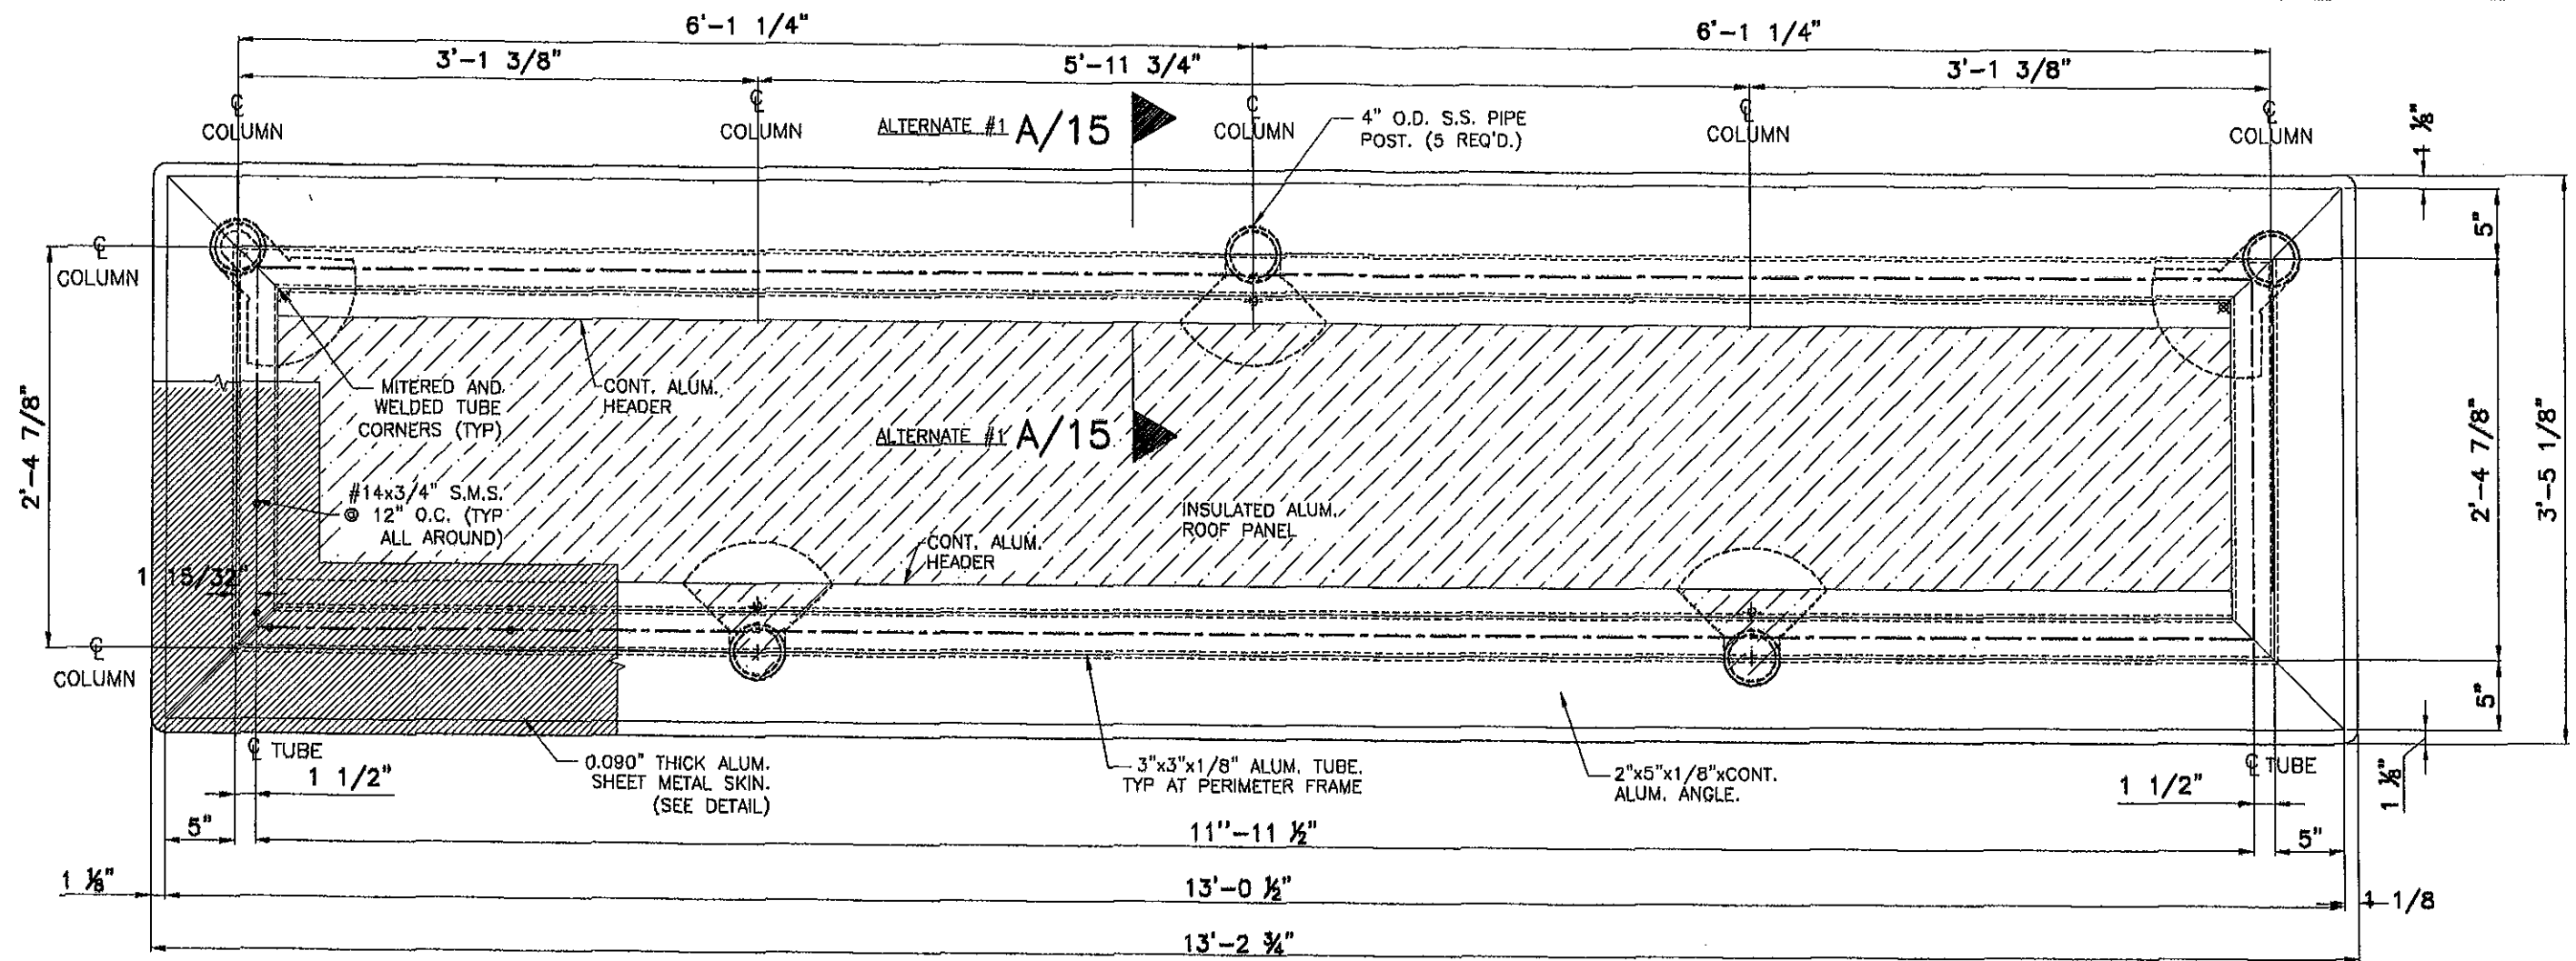 6'-1 1/4"
6'-1 1/4"
3'-1 3/8"
5'-11 3/4"
3'-1 3/8"
℄
COLUMN
℄
COLUMN
ALTERNATE #1 A/15
℄
COLUMN
4" O.D. S.S. PIPE
POST. (5 REQ'D.)
℄
COLUMN
℄
COLUMN
1 1/8"
5"
℄
COLUMN
2'-4 7/8"
MITERED AND
WELDED TUBE
CORNERS (TYP)
CONT. ALUM.
HEADER
ALTERNATE #1 A/15
2'-4 7/8"
3'-5 1/8"
#14x3/4" S.M.S.
@ 12" O.C. (TYP
ALL AROUND)
INSULATED ALUM.
ROOF PANEL
CONT. ALUM.
HEADER
1 15/32"
℄
COLUMN
5"
℄ TUBE
1 1/2"
0.090" THICK ALUM.
SHEET METAL SKIN.
(SEE DETAIL)
3"x3"x1/8" ALUM. TUBE.
TYP AT PERIMETER FRAME
2"x5"x1/8"xCONT.
ALUM. ANGLE.
℄ TUBE
1 1/2"
1 1/8"
5"
11''-11 1/2"
5"
1 1/8"
13'-0 1/2"
1 1/8
13'-2 3/4"